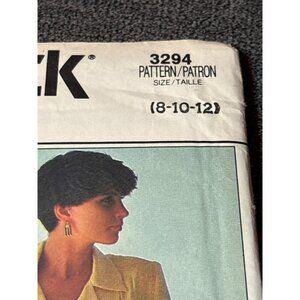 CK®
3294
PATTERN/PATRON
SIZE/TAILLE
(8-10-12)